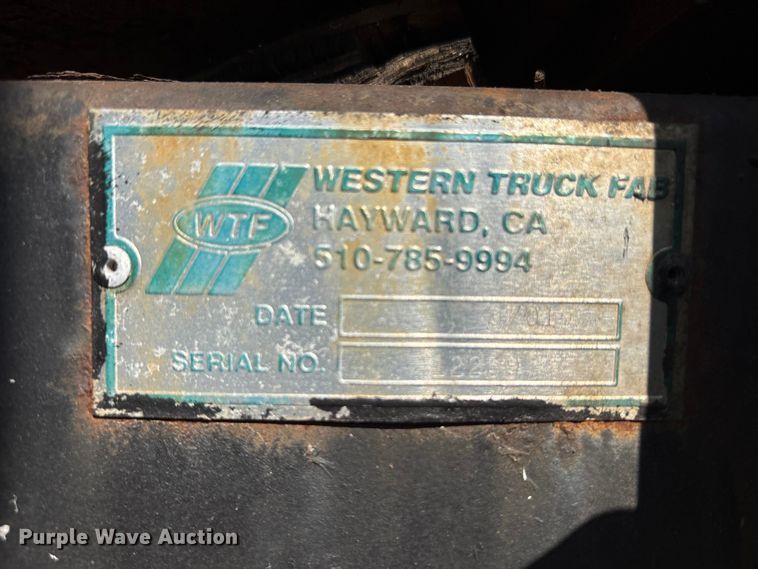 WTF
WESTERN TRUCK FAB
HAYWARD, CA
510-785-9994
DATE
SERIAL NO.
Purple Wave Auction